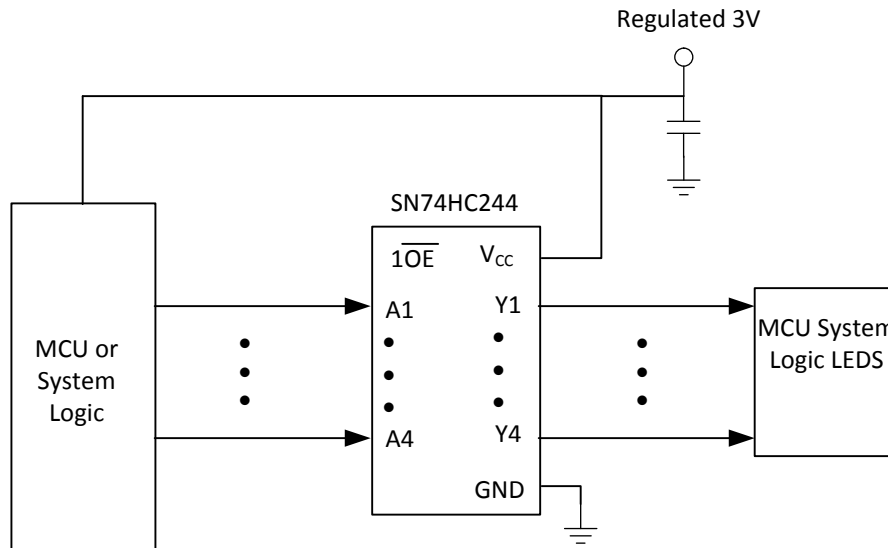 Regulated 3V
SN74HC244
1OE
VCC
A1
Y1
MCU or
System
Logic
MCU System
Logic LEDS
A4
Y4
GND